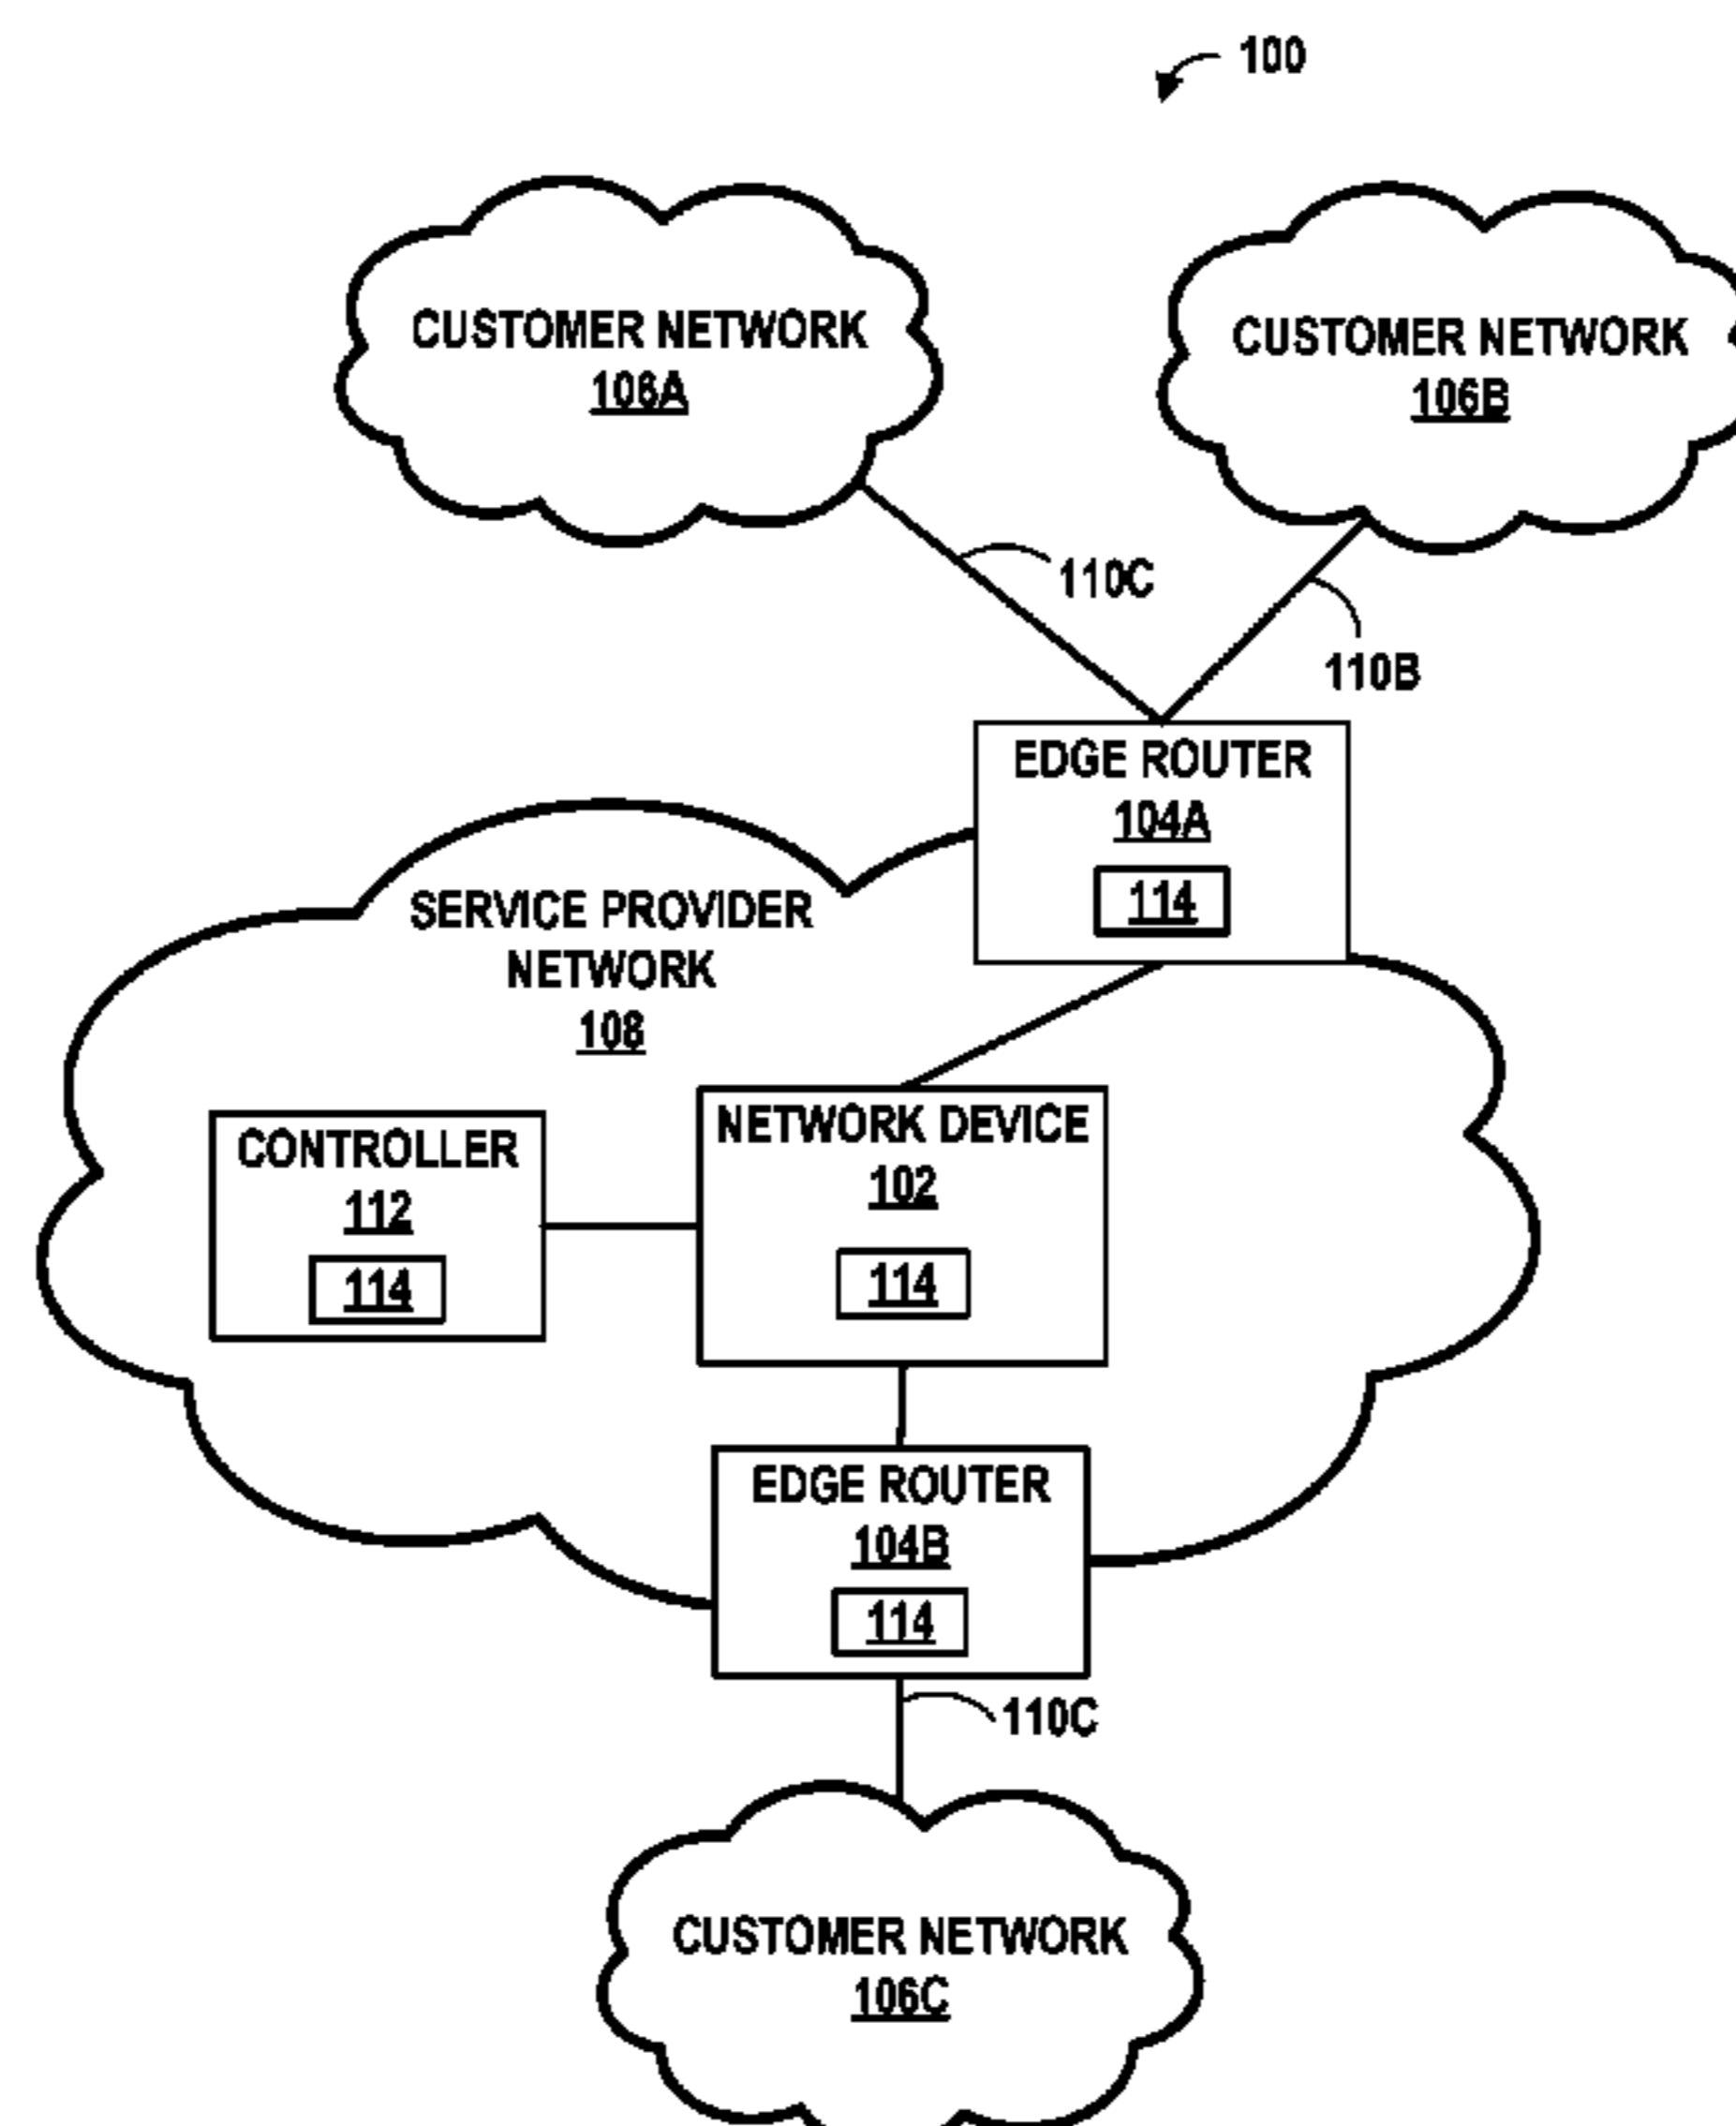 100
CUSTOMER NETWORK
106A
CUSTOMER NETWORK
106B
110C
110B
EDGE ROUTER
104A
114
SERVICE PROVIDER
NETWORK
108
CONTROLLER
112
114
NETWORK DEVICE
102
114
EDGE ROUTER
104B
114
110C
CUSTOMER NETWORK
106C